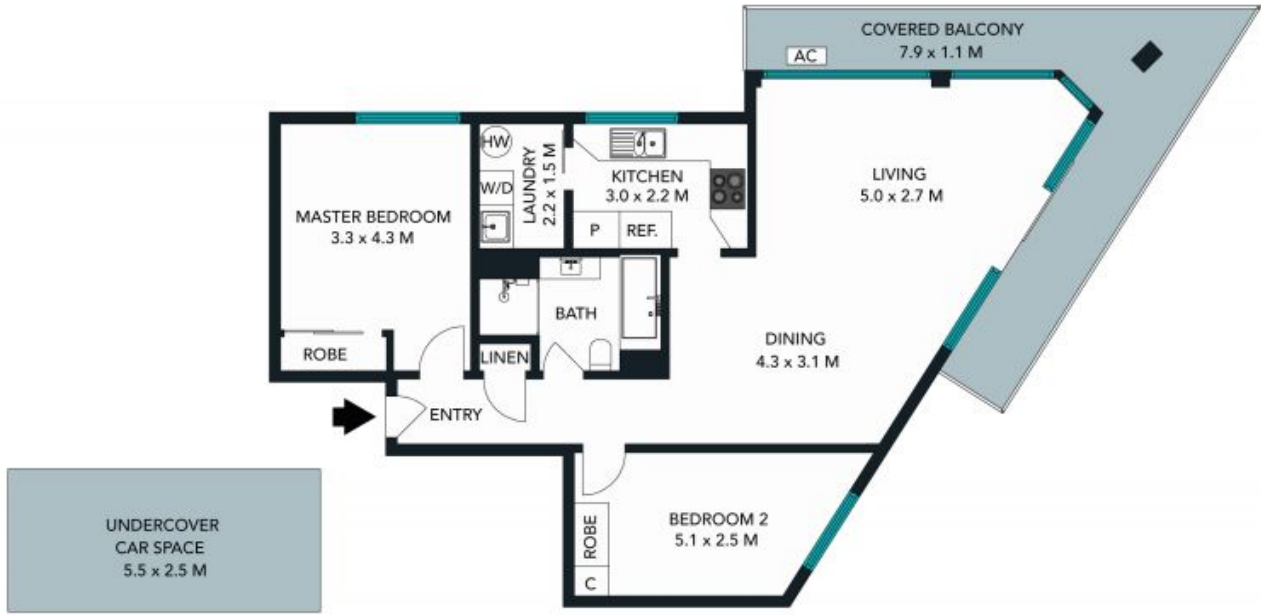 COVERED BALCONY
7.9 x 1.1 M
AC
HW
W/D
LAUNDRY
2.2 x 1.5 M
KITCHEN
3.0 x 2.2 M
P
REF.
LIVING
5.0 x 2.7 M
MASTER BEDROOM
3.3 x 4.3 M
ROBE
BATH
LINEN
DINING
4.3 x 3.1 M
ENTRY
BEDROOM 2
5.1 x 2.5 M
ROBE
C
UNDERCOVER
CAR SPACE
5.5 x 2.5 M